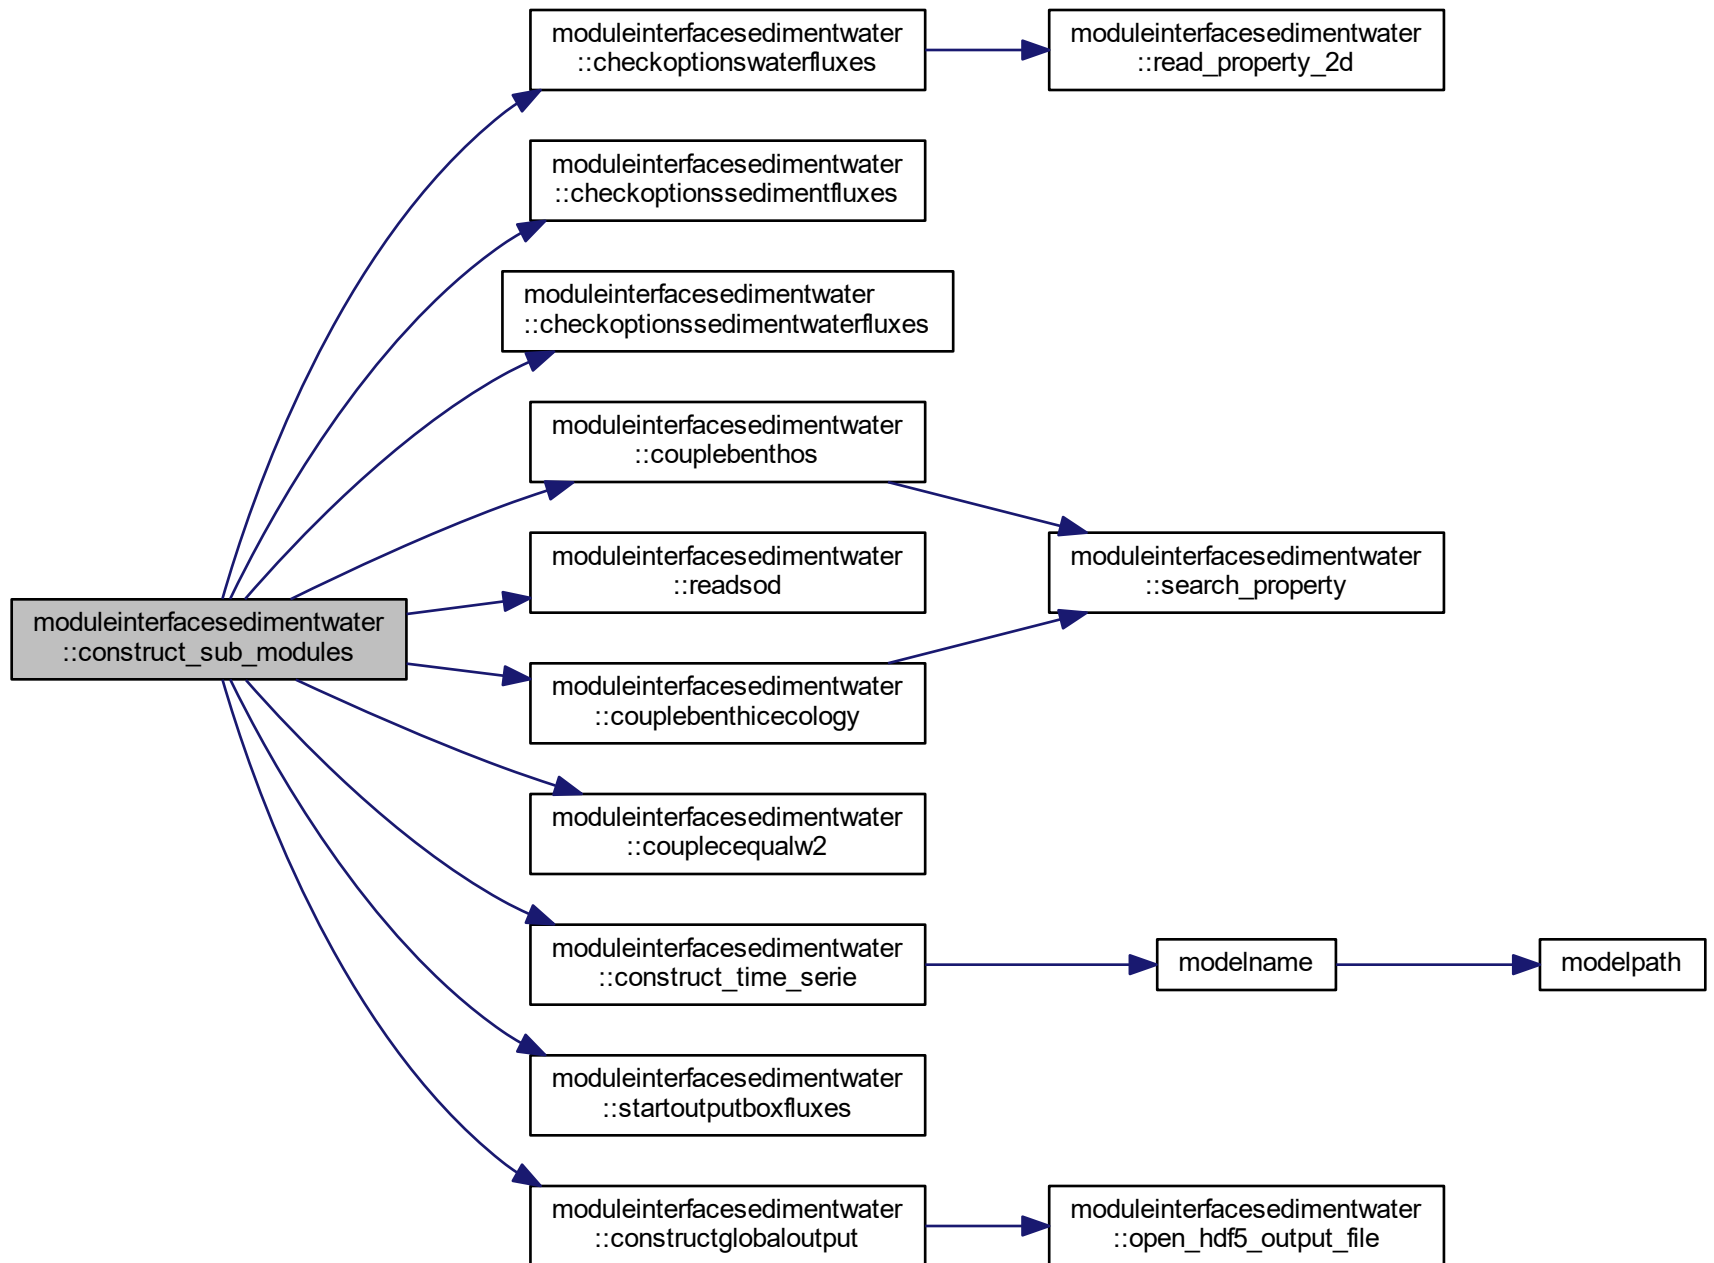 moduleinterfacesedimentwater
::checkoptionswaterfluxes
moduleinterfacesedimentwater
::read_property_2d
moduleinterfacesedimentwater
::checkoptionssedimentfluxes
moduleinterfacesedimentwater
::checkoptionssedimentwaterfluxes
moduleinterfacesedimentwater
::couplebenthos
moduleinterfacesedimentwater
::readsod
moduleinterfacesedimentwater
::search_property
moduleinterfacesedimentwater
::construct_sub_modules
moduleinterfacesedimentwater
::couplebenthicecology
moduleinterfacesedimentwater
::couplecequalw2
moduleinterfacesedimentwater
::construct_time_serie
modelname
modelpath
moduleinterfacesedimentwater
::startoutputboxfluxes
moduleinterfacesedimentwater
::constructglobaloutput
moduleinterfacesedimentwater
::open_hdf5_output_file